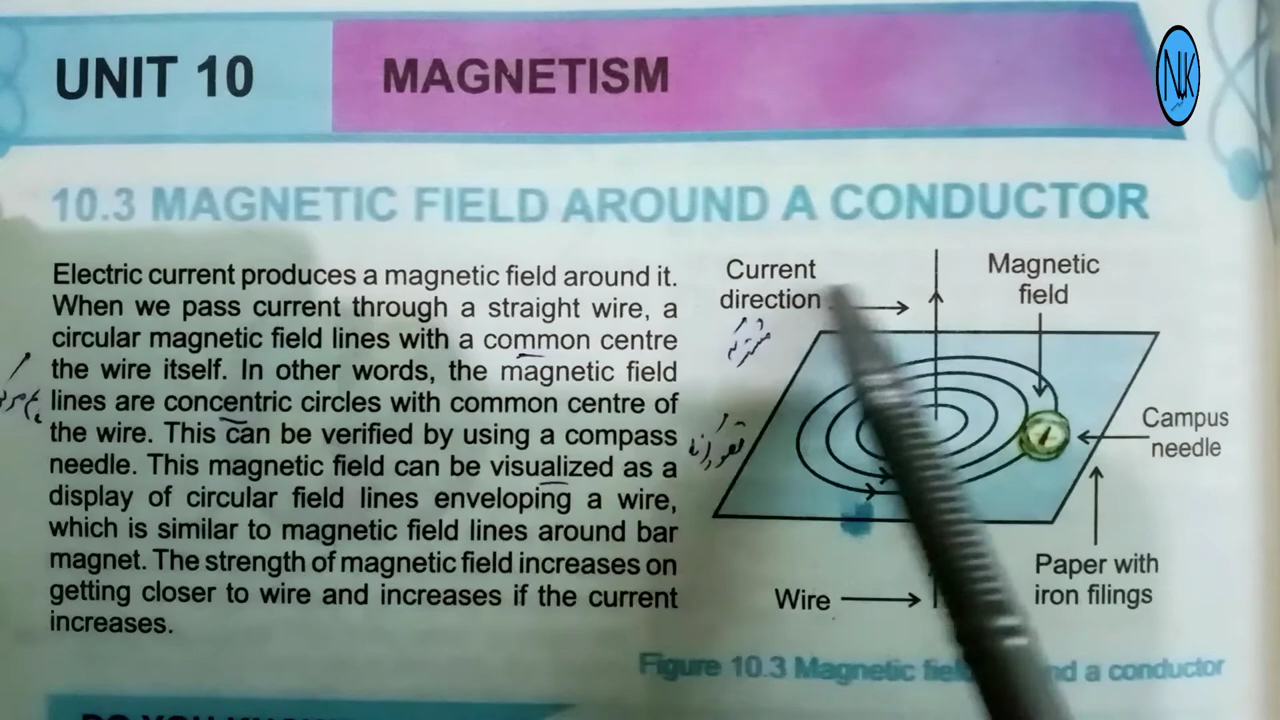 UNIT 10
MAGNETISM
NK
10.3 MAGNETIC FIELD AROUND A CONDUCTOR
Electric current produces a magnetic field around it.
When we pass current through a straight wire, a
circular magnetic field lines with a common centre
the wire itself. In other words, the magnetic field
lines are concentric circles with common centre of
the wire. This can be verified by using a compass
needle. This magnetic field can be visualized as a
display of circular field lines enveloping a wire,
which is similar to magnetic field lines around bar
magnet. The strength of magnetic field increases on
getting closer to wire and increases if the current
increases.
Current
direction
Magnetic
field
Campus
needle
Paper with
iron filings
Wire
Figure 10.3 Magnetic a conductor